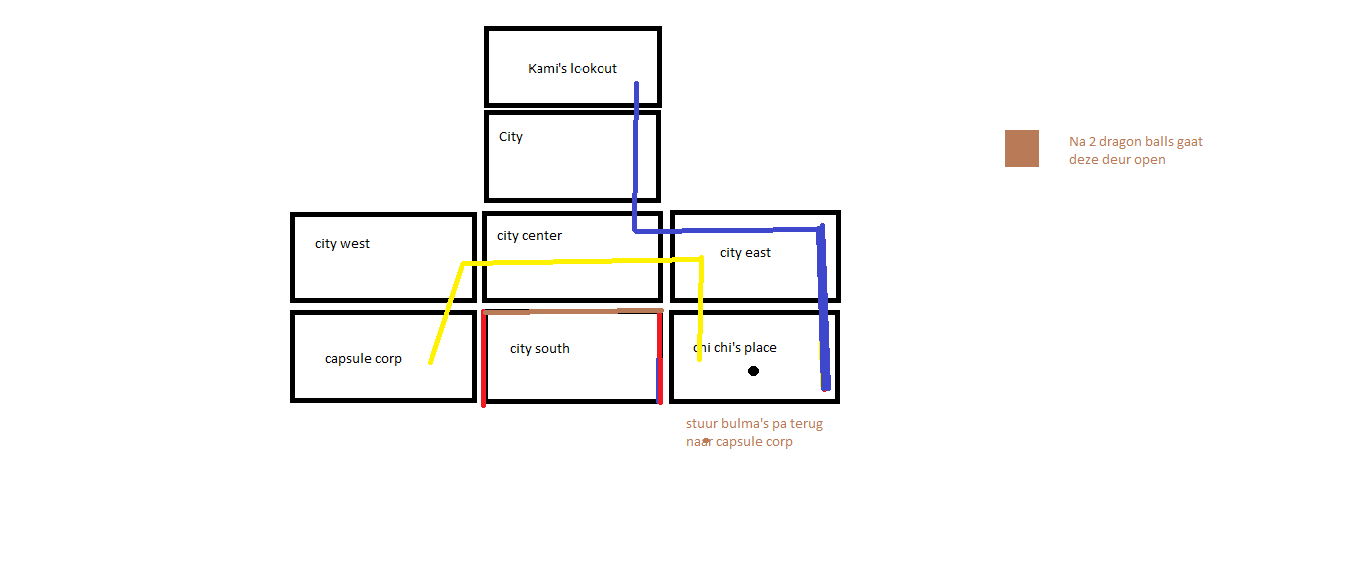 Kami's lookout
City
Na 2 dragon balls gaat
deze deur open
city west
city center
city east
capsule corp
city south
chi chi's place
stuur bulma's pa terug
naar capsule corp